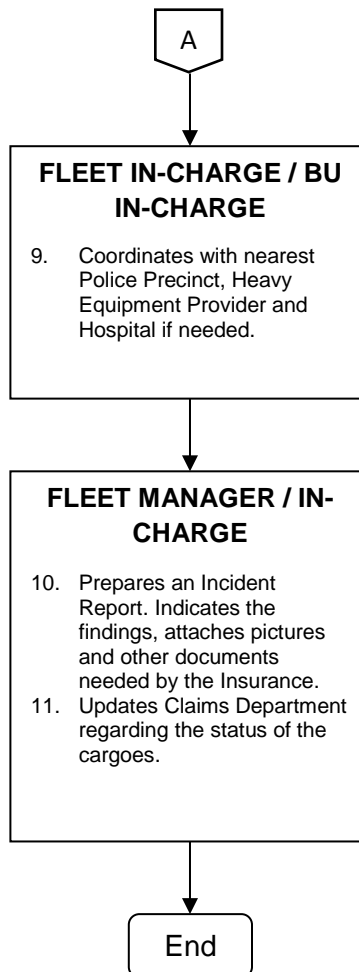 A
FLEET IN-CHARGE / BU
IN-CHARGE
9. Coordinates with nearest
Police Precinct, Heavy
Equipment Provider and
Hospital if needed.
FLEET MANAGER / IN-
CHARGE
10. Prepares an Incident
Report. Indicates the
findings, attaches pictures
and other documents
needed by the Insurance.
11. Updates Claims Department
regarding the status of the
cargoes.
End